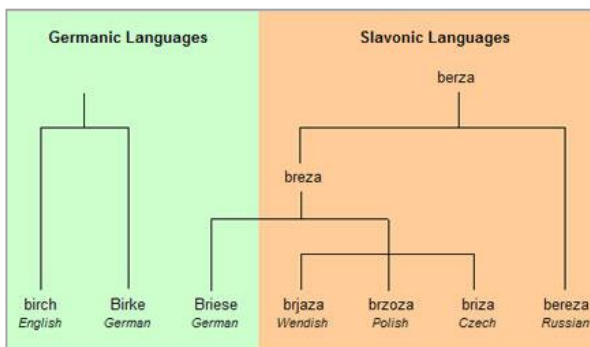 Germanic Languages
Slavonic Languages
berza
breza
birch
English
Birke
German
Briese
German
brjaza
Wendish
brzoza
Polish
briza
Czech
bereza
Russian